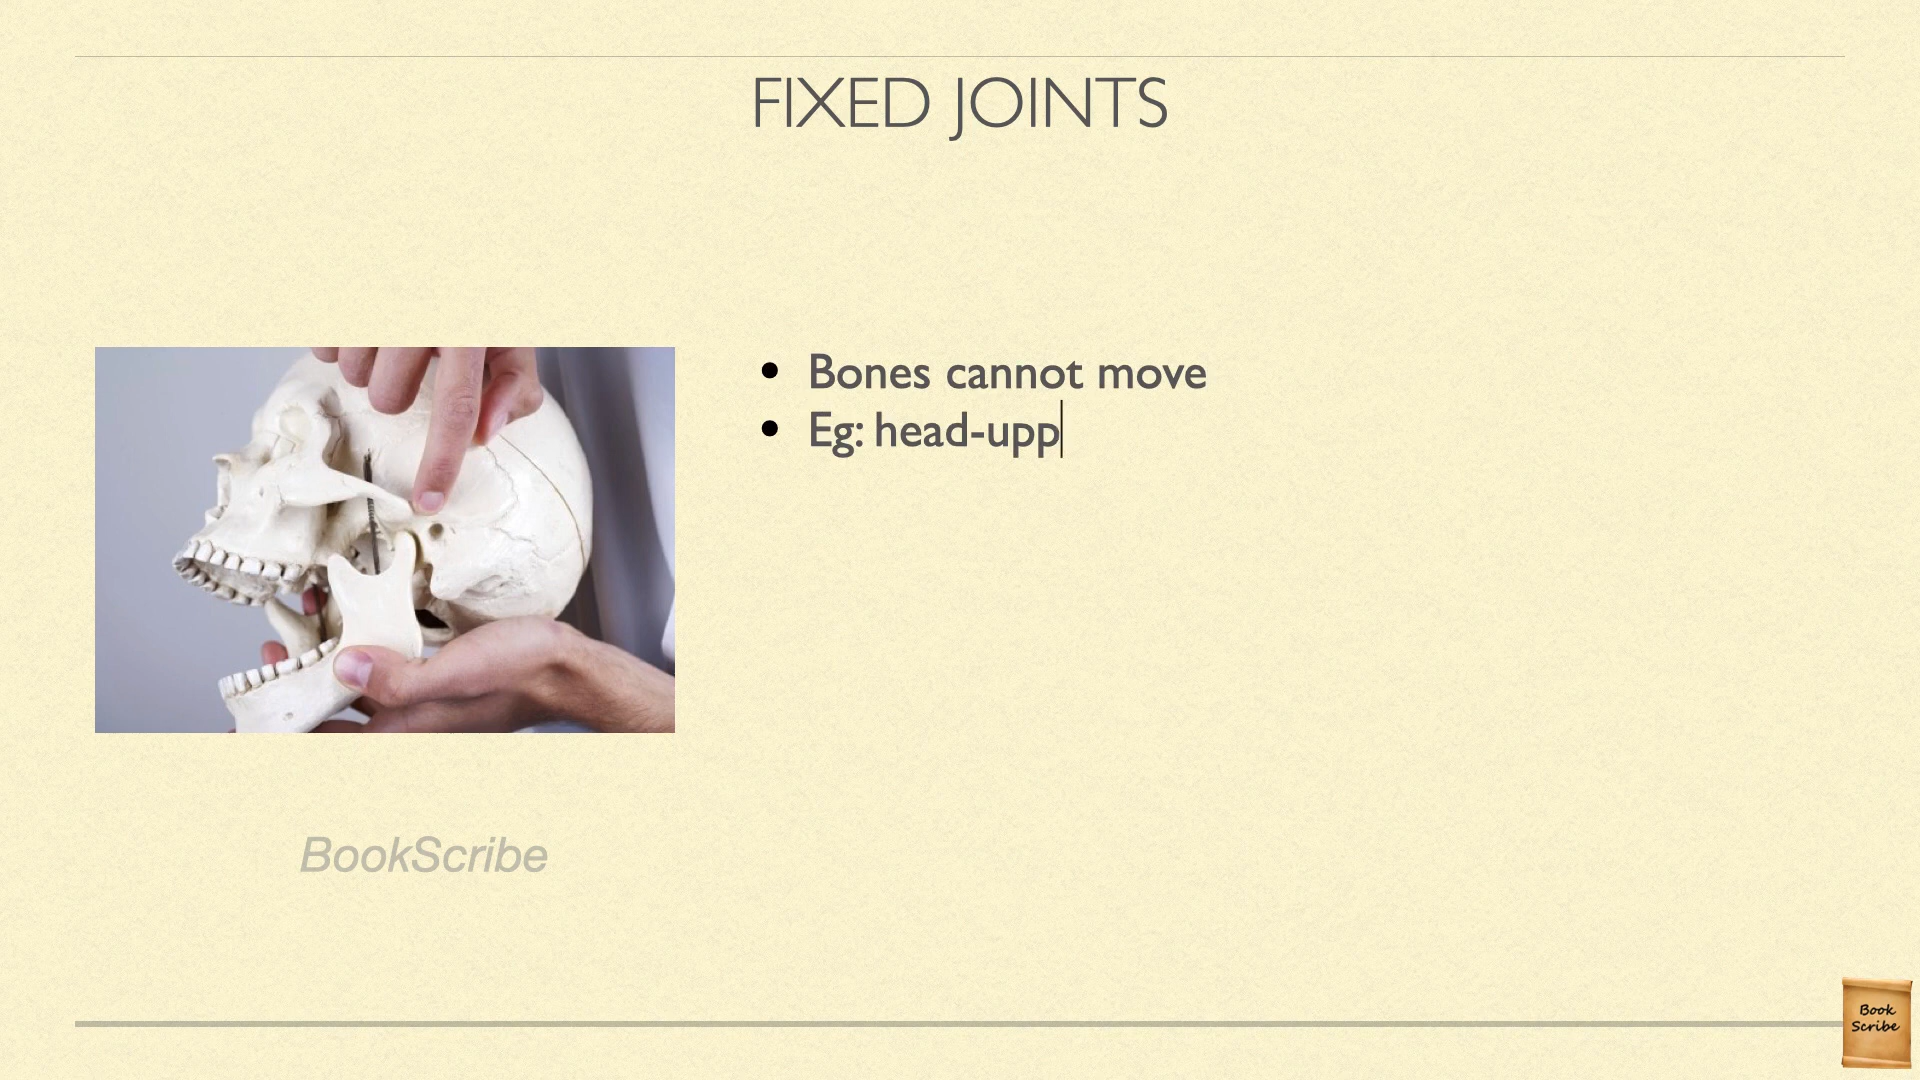 FIXED JOINTS
• Bones cannot move
• Eg: head-upp
BookScribe
Book
Scribe